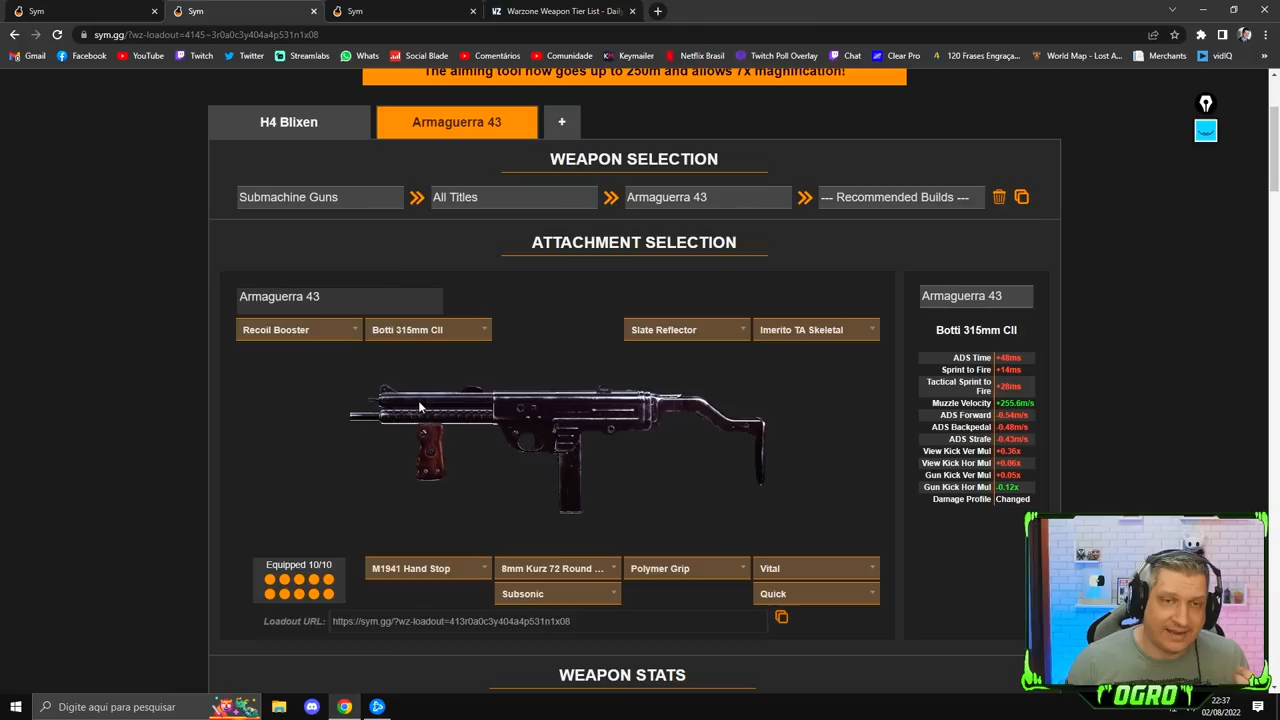 Sym
Sym
Sym
Warzone Weapon Tier List - Daily
sym.gg/?wz-loadout=4145~3r0a0c3y404a4p531n1x08
Gmail
Facebook
YouTube
Twitch
Twitter
Streamlabs
Whats
Social Blade
Comentários
Comunidade
Keymailer
Netflix Brasil
Twitch Poll Overlay
Chat
Clear Pro
120 Frases Engraça...
World Map - Lost A...
Merchants
vidIQ
The aiming tool now goes up to 250m and allows 7x magnification!
H4 Blixen
Armaguerra 43
+
WEAPON SELECTION
Submachine Guns
All Titles
Armaguerra 43
--- Recommended Builds ---
ATTACHMENT SELECTION
Armaguerra 43
Recoil Booster
Botti 315mm CII
Slate Reflector
Imerito TA Skeletal
Armaguerra 43
Botti 315mm CII
ADS Time +48ms
Sprint to Fire +14ms
Tactical Sprint to Fire +28ms
Muzzle Velocity +255.6m/s
ADS Forward -0.54m/s
ADS Backpedal -0.48m/s
ADS Strafe -0.43m/s
View Kick Ver Mul +0.36x
View Kick Hor Mul +0.06x
Gun Kick Ver Mul +0.05x
Gun Kick Hor Mul -0.12x
Damage Profile Changed
Equipped 10/10
M1941 Hand Stop
8mm Kurz 72 Round ...
Polymer Grip
Vital
Subsonic
Quick
Loadout URL: https://sym.gg/?wz-loadout=413r0a0c3y404a4p531n1x08
WEAPON STATS
OGRO
Digite aqui para pesquisar
22:37
02/08/2022